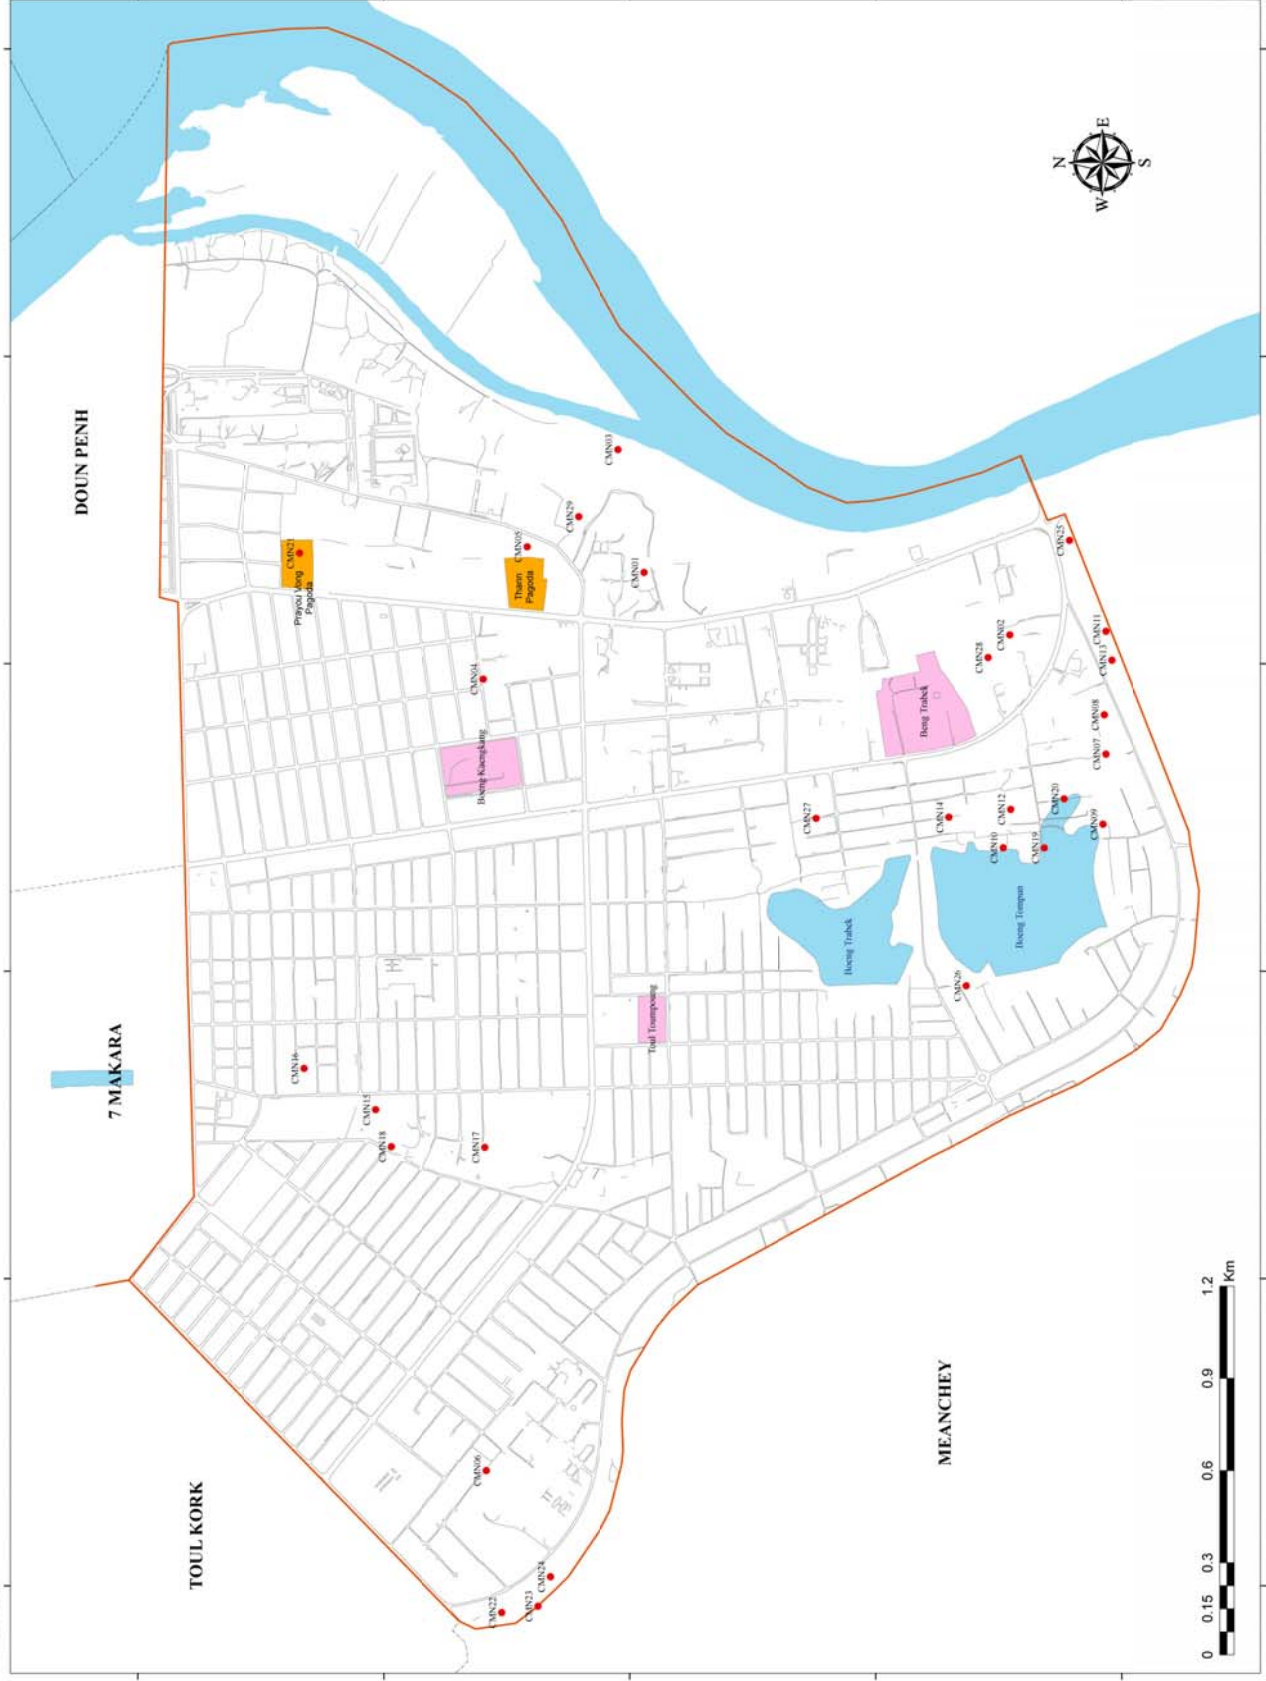 DOUN PENH
7 MAKARA
TOUL KORK
MEANCHEY
N
E
S
W
CMN21
Prayou Vong
Pagoda
CMN05
Thann
Pagoda
CMN03
CMN29
CMN01
CMN04
Boeng Kaengkang
CMN25
CMN02
CMN28
CMN11
CMN13
CMN08
CMN07
Beng Trabek
CMN27
CMN14
CMN12
CMN20
CMN10
CMN19
CMN09
Boeng Trabek
Boeng Tompun
CMN26
Toul Toumpoung
CMN16
CMN15
CMN18
CMN17
CMN06
CMN24
CMN23
CMN22
0 0.15 0.3 0.6 0.9 1.2
Km